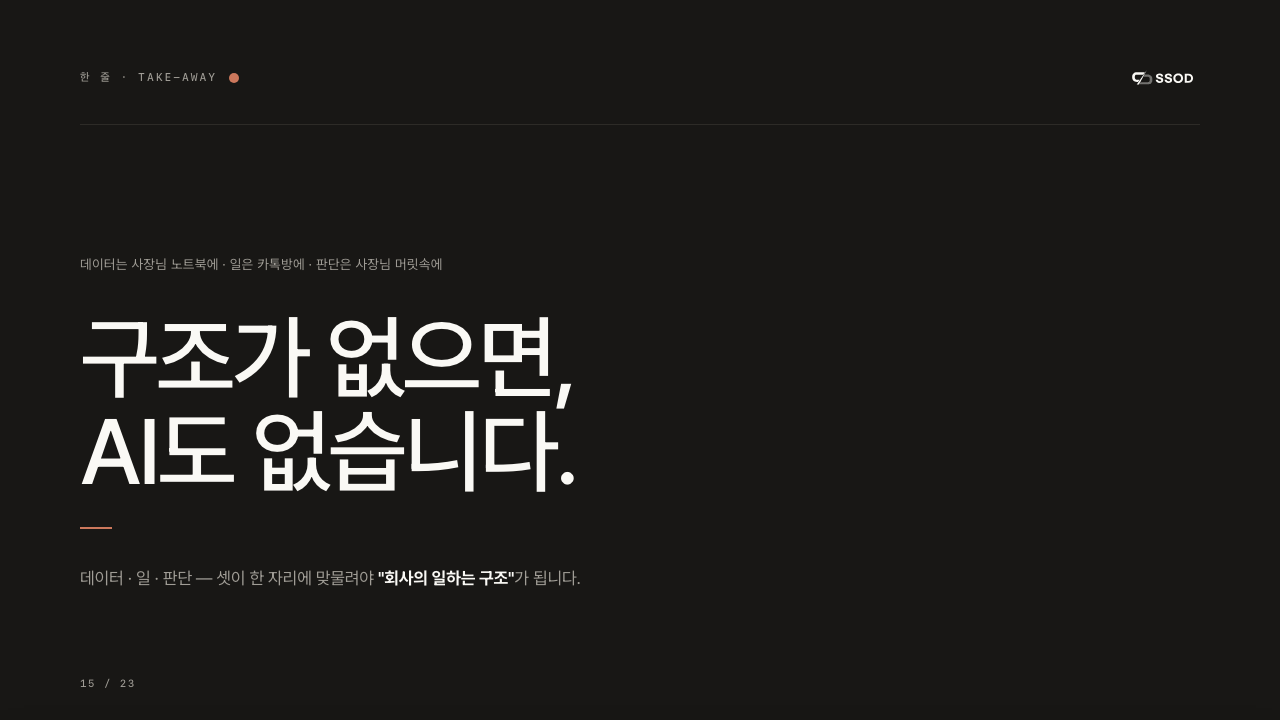 한 줄 · TAKE—AWAY
SSOD
데이터는 사장님 노트북에 · 일은 카톡방에 · 판단은 사장님 머릿속에
구조가 없으면,
AI도 없습니다.
데이터 · 일 · 판단 — 셋이 한 자리에 맞물려야 "회사의 일하는 구조"가 됩니다.
15 / 23